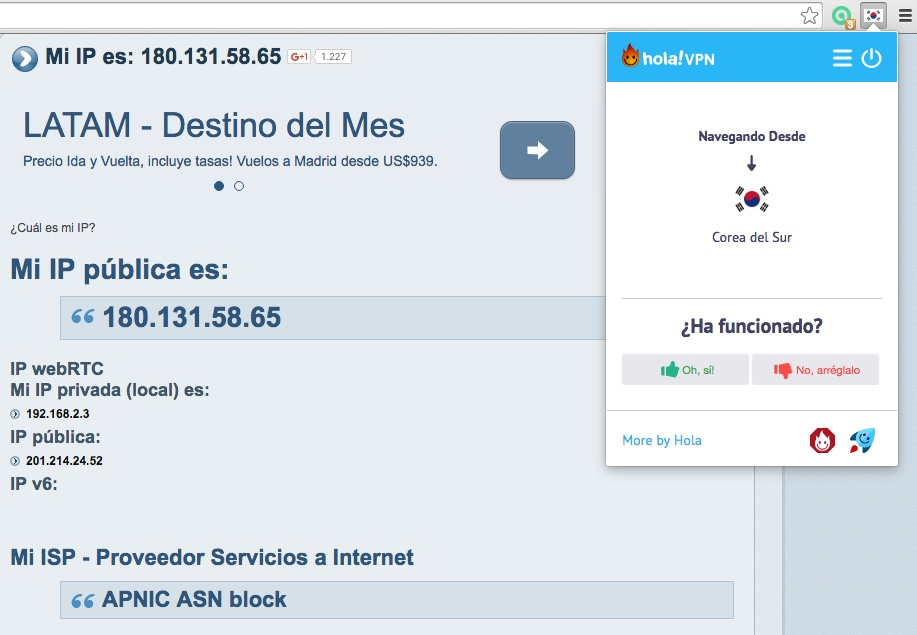 Mi IP es: 180.131.58.65
G+1 1.227
LATAM - Destino del Mes
Precio Ida y Vuelta, incluye tasas! Vuelos a Madrid desde US$939.
¿Cuál es mi IP?
Mi IP pública es:
“ 180.131.58.65
IP webRTC
Mi IP privada (local) es:
192.168.2.3
IP pública:
201.214.24.52
IP v6:
Mi ISP - Proveedor Servicios a Internet
“ APNIC ASN block
3
hola!VPN
Navegando Desde
Corea del Sur
¿Ha funcionado?
Oh, sí!
No, arréglalo
More by Hola